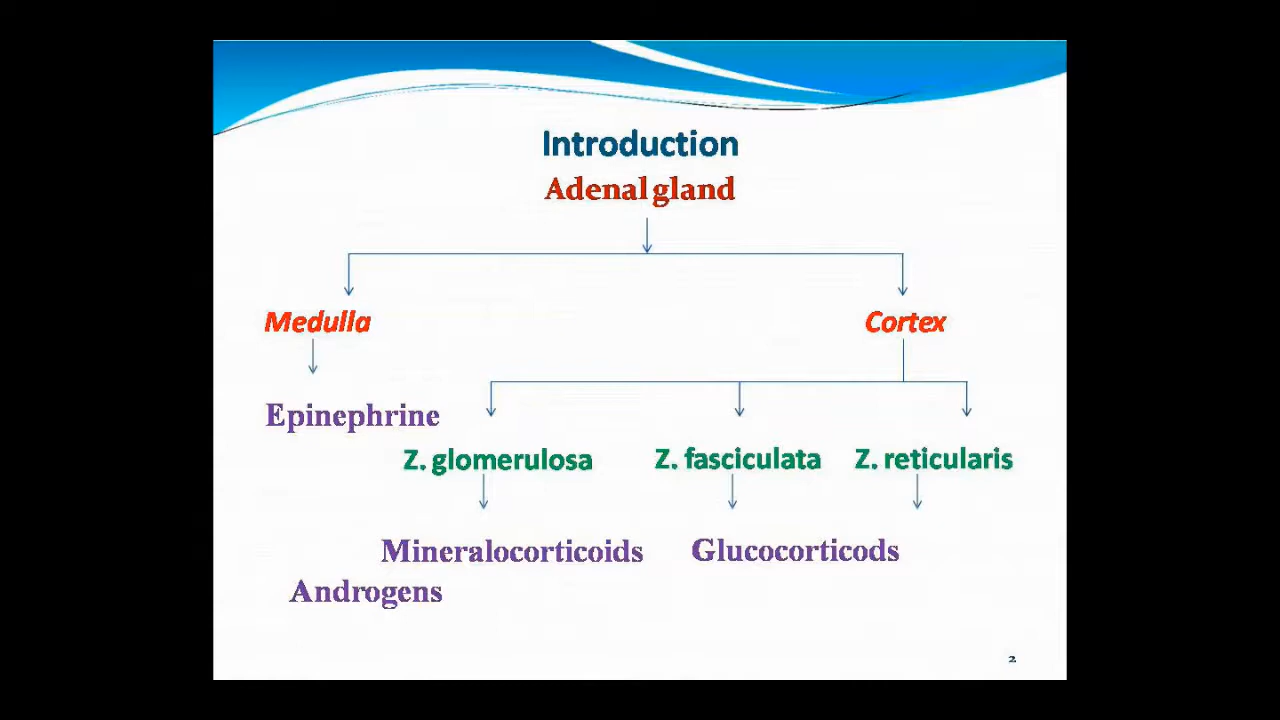 Introduction
Adenal gland
Medulla
Cortex
Epinephrine
Z. glomerulosa
Z. fasciculata
Z. reticularis
Mineralocorticoids
Glucocorticods
Androgens
2